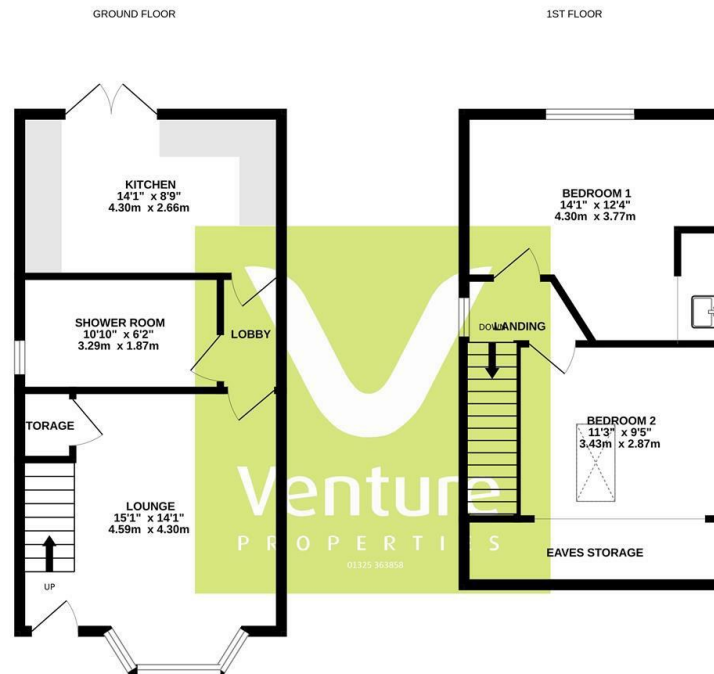 GROUND FLOOR
1ST FLOOR
KITCHEN
14'1" x 8'9"
4.30m x 2.66m
SHOWER ROOM
10'10" x 6'2"
3.29m x 1.87m
LOBBY
TORAGE
LOUNGE
15'1" x 14'1"
4.59m x 4.30m
UP
BEDROOM 1
14'1" x 12'4"
4.30m x 3.77m
DOWN
LANDING
BEDROOM 2
11'3" x 9'5"
3.43m x 2.87m
EAVES STORAGE
Venture
PROPERTIES
01325 363858